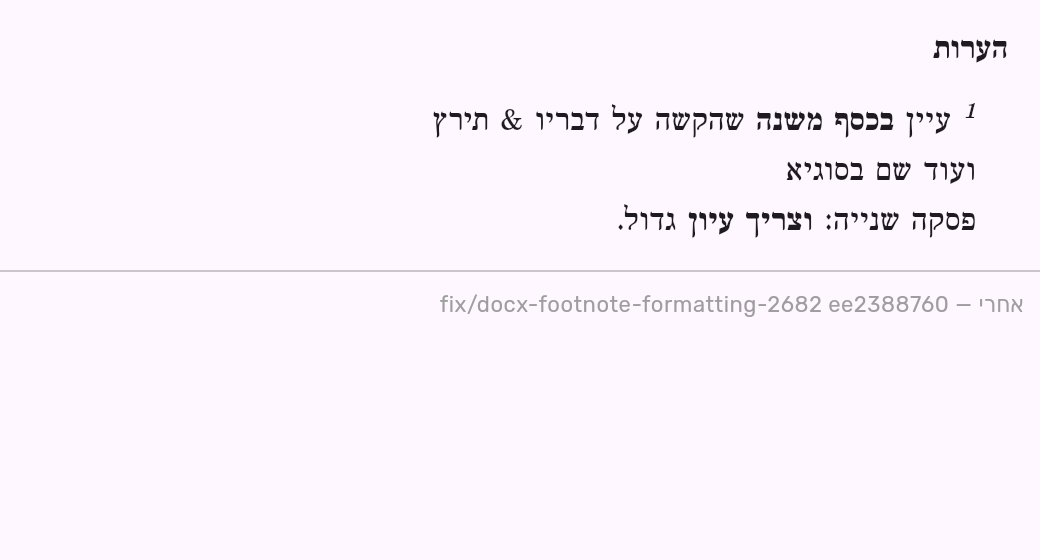 הערות
1 עיין בכסף משנה שהקשה על דבריו & תירץ
ועוד שם בסוגיא
פסקה שנייה: וצריך עיון גדול.
אחרי — fix/docx-footnote-formatting-2682 ee2388760